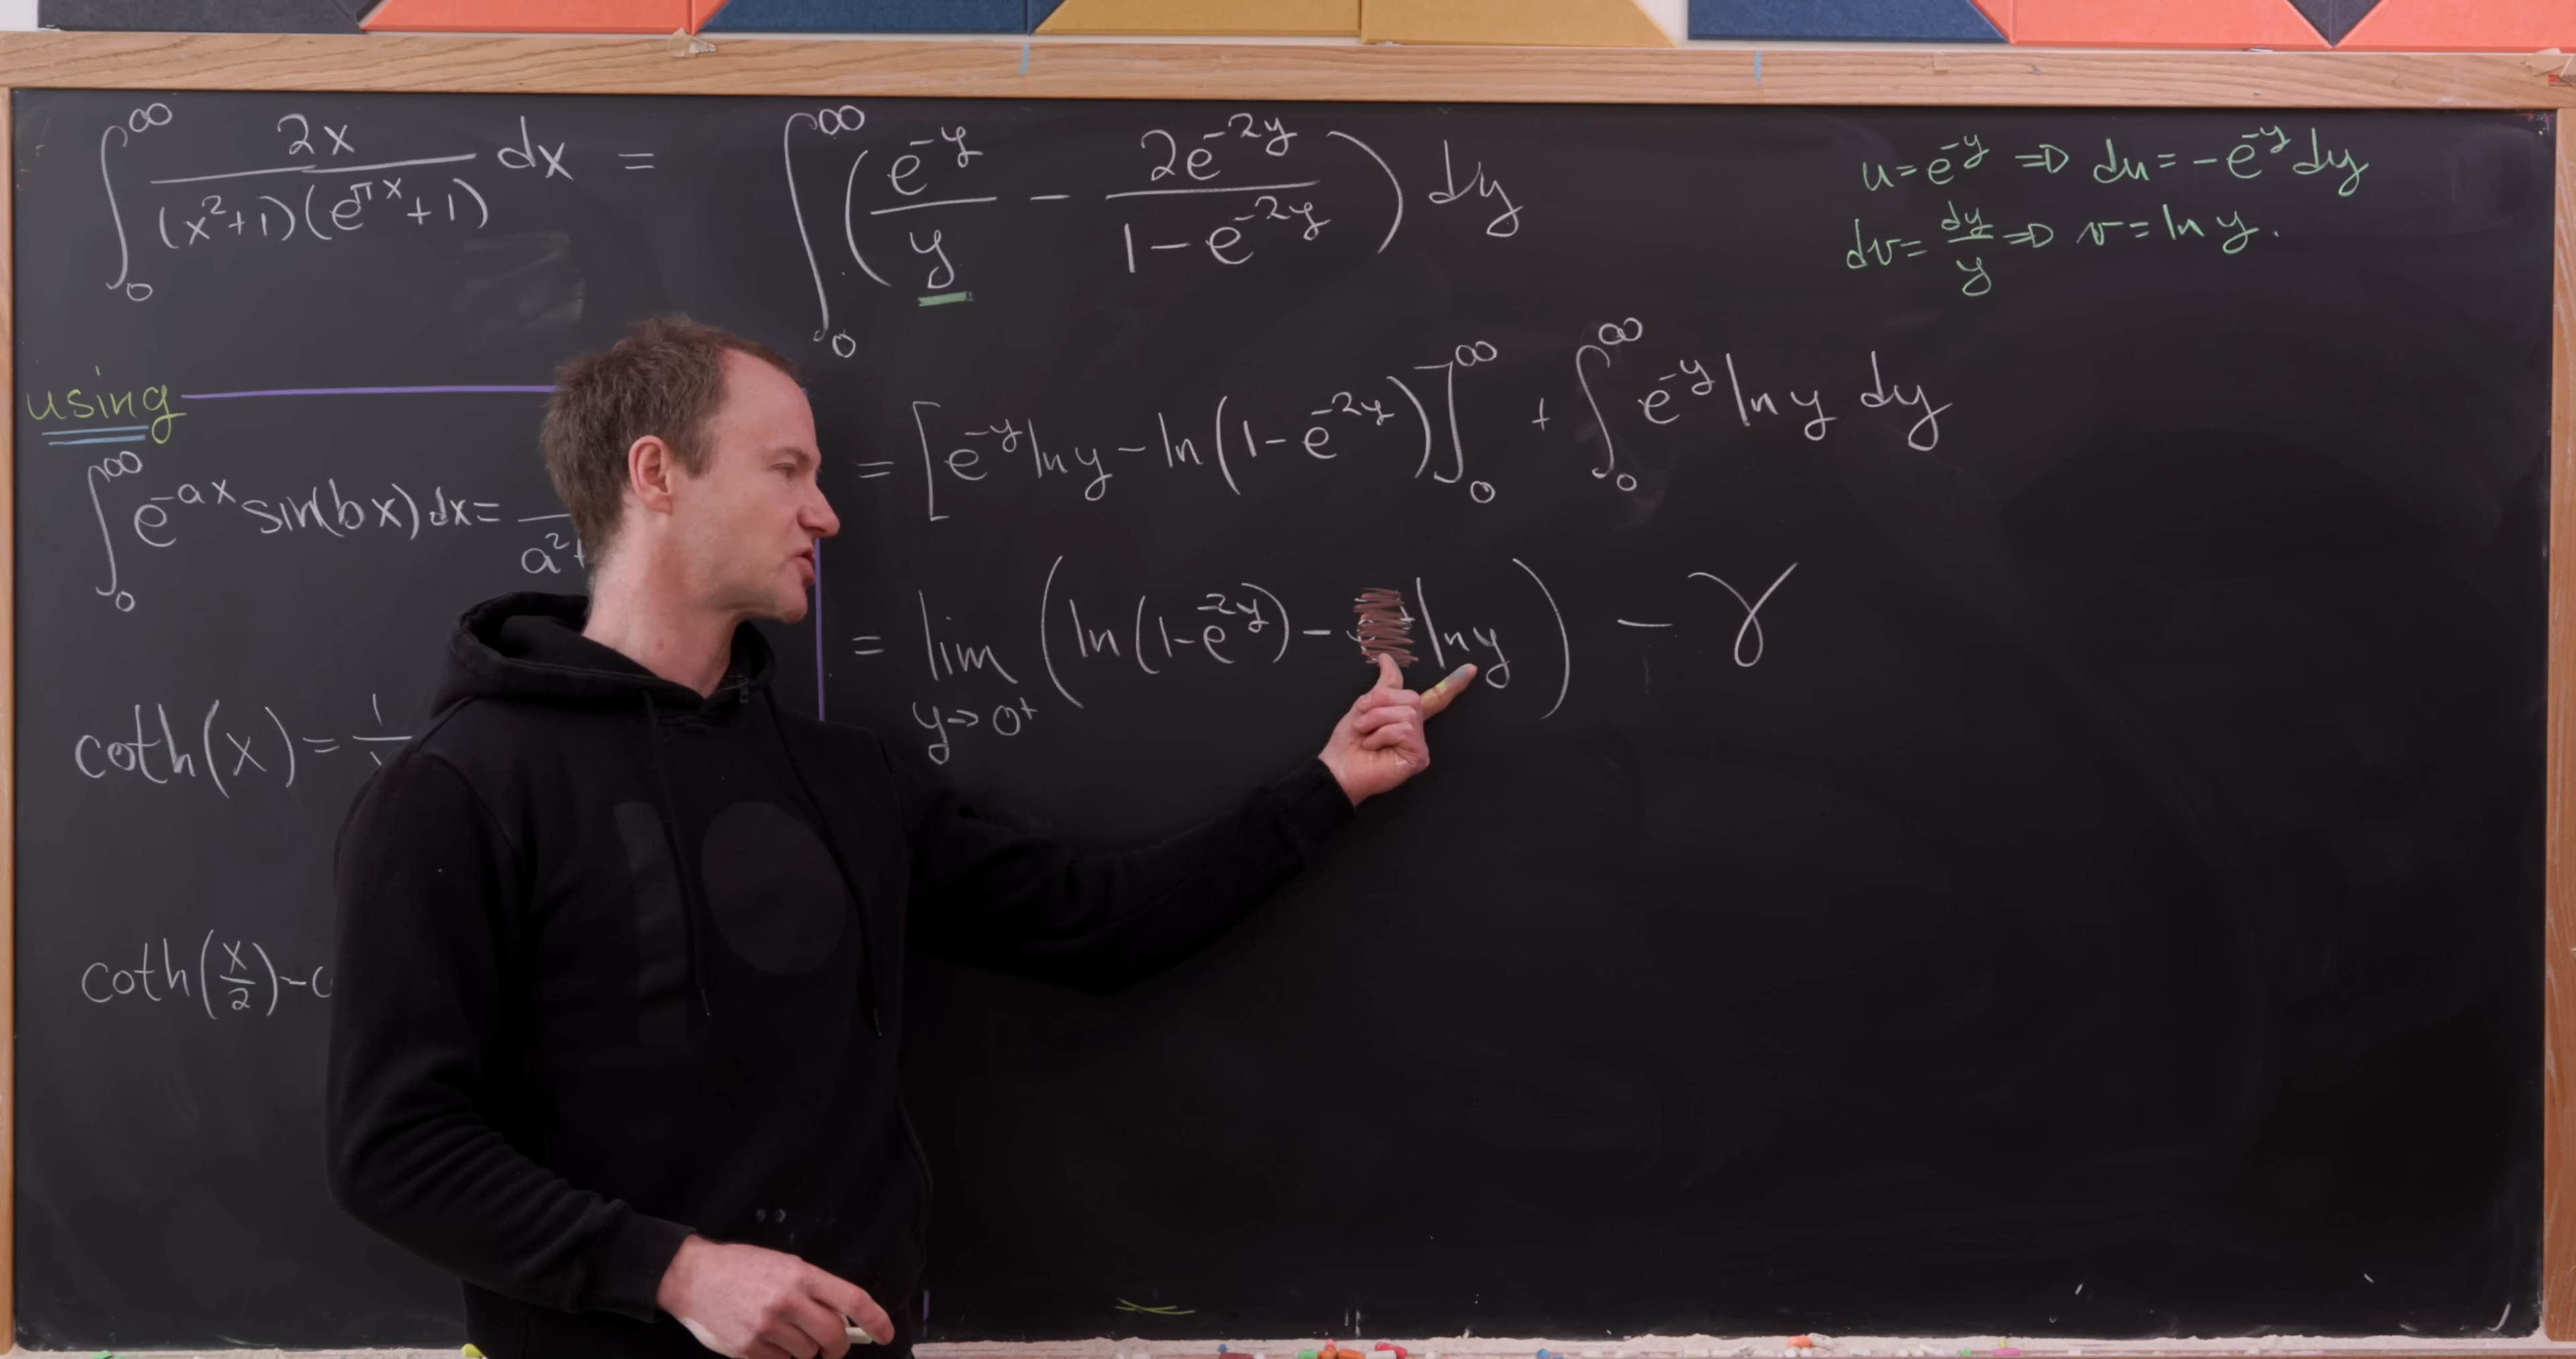 ∫₀^∞ 2x/((x²+1)(e^{πx}+1)) dx = ∫₀^∞ (e^{-y}/y - 2e^{-2y}/(1-e^{-2y})) dy
u=e^{-y} ⇒ du=-e^{-y}dy
dv=dy/y ⇒ v=ln y.
using
∫₀^∞ e^{-ax} sin(bx)dx=
a²+
coth(x)=1
coth(x/2)-c
= [e^{-y}ln y - ln(1-e^{-2y})]₀^∞ + ∫₀^∞ e^{-y} ln y dy
= lim_{y→0⁺} (ln(1-e^{-2y}) - ln y) - γ